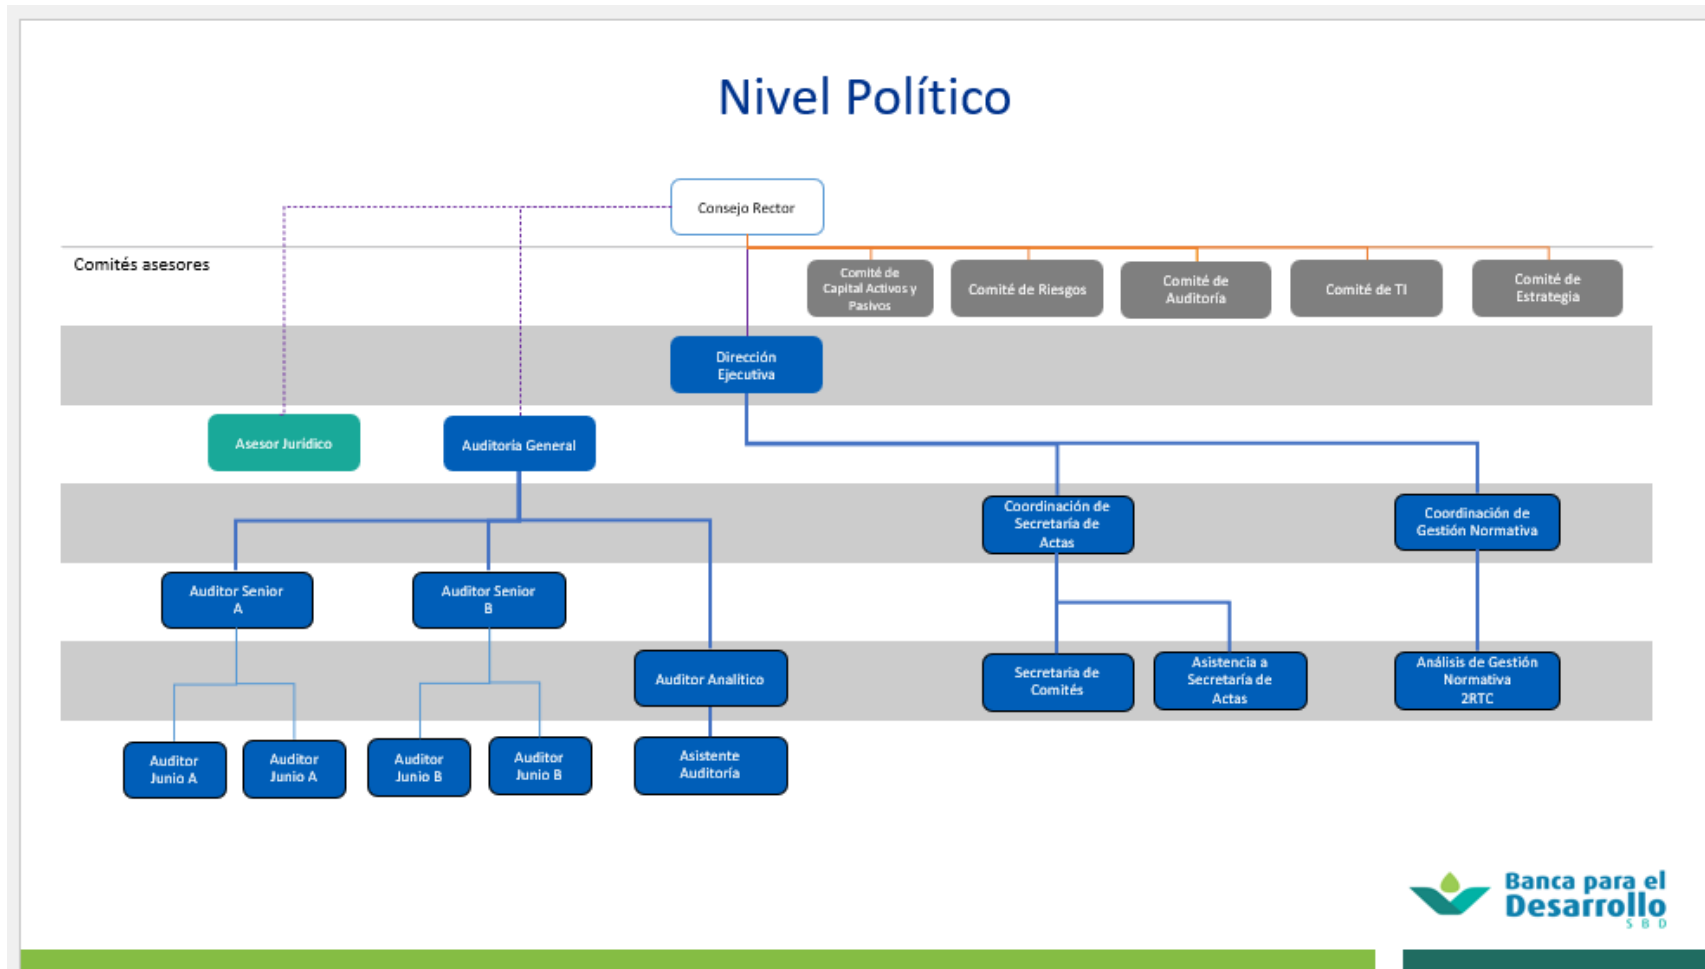 Nivel Político
Consejo Rector
Comités asesores
Comité de
Capital Activos y
Pasivos
Comité de Riesgos
Comité de
Auditoría
Comité de TI
Comité de
Estrategia
Dirección
Ejecutiva
Asesor Jurídico
Auditoría General
Coordinación de
Secretaría de
Actas
Coordinación de
Gestión Normativa
Auditor Senior
A
Auditor Senior
B
Auditor Analítico
Secretaria de
Comités
Asistencia a
Secretaría de
Actas
Análisis de Gestión
Normativa
2RTC
Auditor
Junio A
Auditor
Junio A
Auditor
Junio B
Auditor
Junio B
Asistente
Auditoría
Banca para el
Desarrollo
SBD